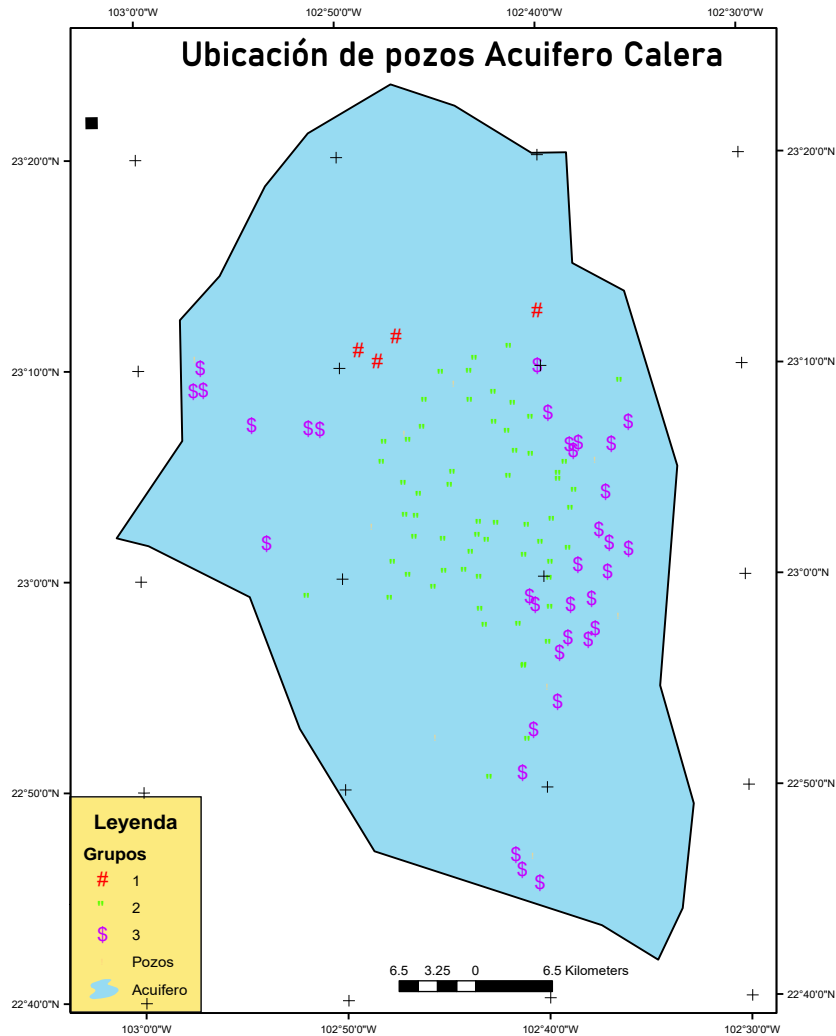 103°0'0"W 102°50'0"W 102°40'0"W 102°30'0"W
Ubicación de pozos Acuifero Calera
23°20'0"N 23°20'0"N
23°10'0"N 23°10'0"N
23°0'0"N 23°0'0"N
22°50'0"N 22°50'0"N
Leyenda
Grupos
# 1
" 2
$ 3
Pozos
Acuifero
6.5 3.25 0 6.5 Kilometers
22°40'0"N 22°40'0"N
103°0'0"W 102°50'0"W 102°40'0"W 102°30'0"W